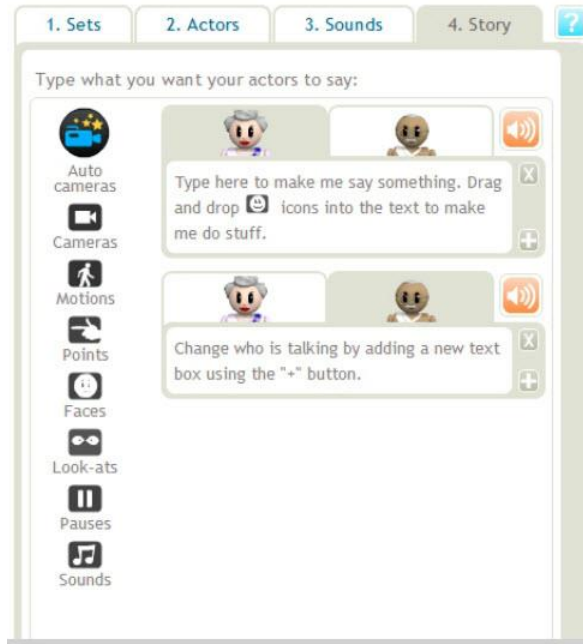 1. Sets
2. Actors
3. Sounds
4. Story
?
Type what you want your actors to say:
Auto
cameras
Cameras
Motions
Points
Faces
Look-ats
Pauses
Sounds
Type here to make me say something. Drag
and drop icons into the text to make
me do stuff.
X
+
Change who is talking by adding a new text
box using the "+" button.
X
+